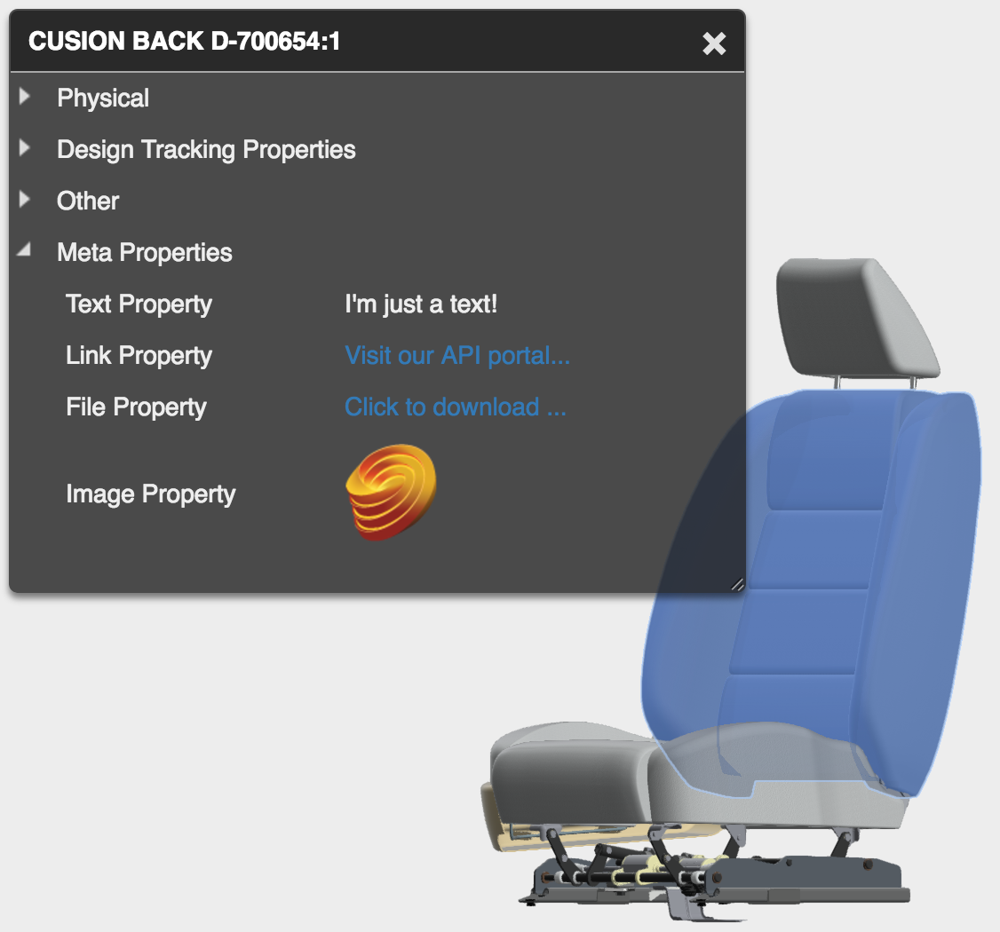 CUSION BACK D-700654:1
Physical
Design Tracking Properties
Other
Meta Properties
Text Property I'm just a text!
Link Property Visit our API portal...
File Property Click to download ...
Image Property